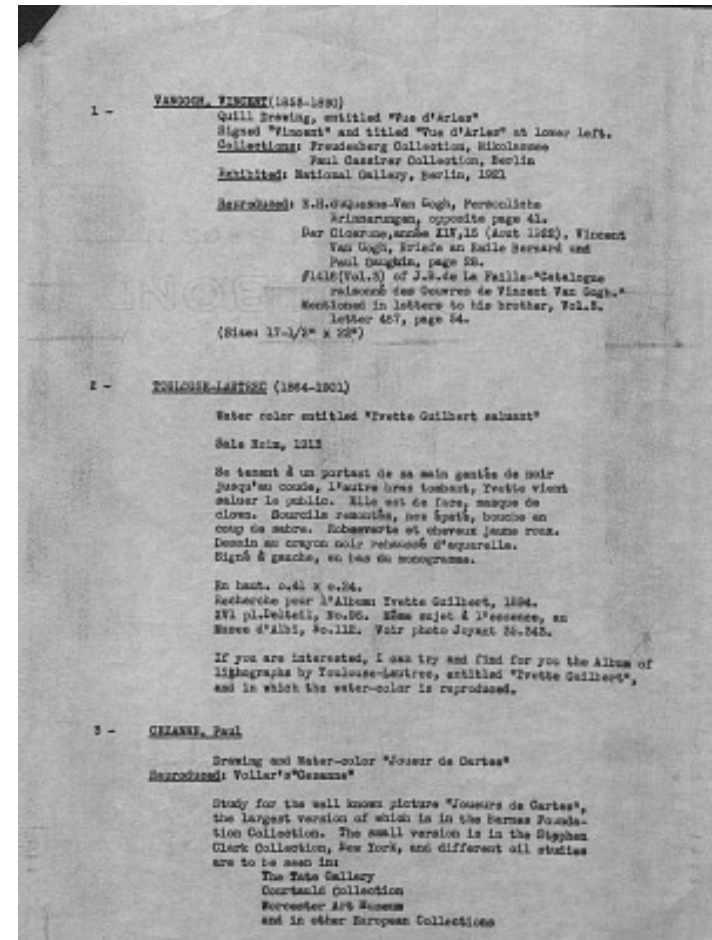 1 - VANGOGH, VINCENT (1853-1890)
Quill Drawing, entitled "Vue d'Arles"
Signed "Vincent" and titled "Vue d'Arles" at lower left.
Collections: Freudenberg Collection, Nikolassee
Paul Cassirer Collection, Berlin
Exhibited: National Gallery, Berlin, 1921
Reproduced: E.H.duquesne-Van Gogh, Personliche
Erinnerungen, opposite page 41.
Der Cicerone, année XIV,15 (Aout 1922), Vincent
Van Gogh, Briefe an Emile Bernard und
Paul Gaughin, page 28.
#1416(Vol.3) of J.B.de La Faille-"Catalogue
raisonné des Oeuvres de Vincent Van Gogh."
Mentioned in letters to his brother, Vol.3.
letter 487, page 54.
(Size: 17-1/2" x 22")
2 - TOULOUSE-LAUTREC (1864-1901)
Water color entitled "Yvette Guilbert saluant"
Sale 1913
Se tenant à un portant de sa main gantée de noir
jusqu'au coude, l'autre bras tombant, Yvette vient
saluer le public. Elle est de face, masque de
clown. Sourcils remontés, nez épaté, bouche en
coup de sabre. Robe verte et cheveux jaune roux.
Dessin au crayon noir rehaussé d'aquarelle.
Signé à gauche, en bas du monogramme.
En haut. o.41 x o.24.
Recherche pour l'Album: Yvette Guilbert, 1894.
XVI pl.Delteil, No.95. Même sujet à l'essence, au
Musee d'Albi, No.112. Voir photo Joyant
If you are interested, I can try and find for you the Album of
lithographs by Toulouse-Lautrec, entitled "Yvette Guilbert",
and in which the water-color is reproduced.
3 - CEZANNE, Paul
Drawing and Water-color "Joueur de Cartes"
Reproduced: Vollar's "Cezanne"
Study for the well known picture "Joueurs de Cartes",
the largest version of which is in the Barnes Founda-
tion Collection. The small version is in the Stephen
Clark Collection, New York, and different oil studies
are to be seen in:
The Tate Gallery
Courtauld Collection
Worcester Art Museum
and in other European Collections